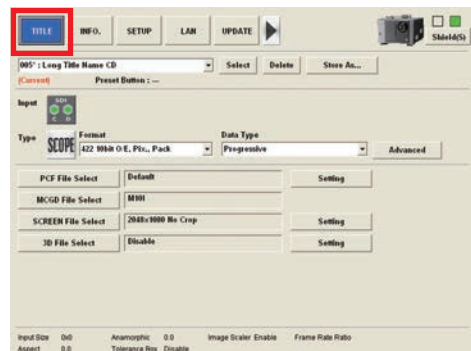 TITLE INFO. SETUP LAN UPDATE Shield(S)
005* : Long Title Name CD Select Delete Store As...
(Current) Preset Button : ---
Input SDI
C D
Type SCOPE Format Data Type
422 10bit O/E, Pix., Pack Progressive Advanced
PCF File Select Default Setting
MCGD File Select M101
SCREEN File Select 2048x1080 No Crop Setting
3D File Select Disable Setting
Input Size 0x0 Anamorphic 0.0 Image Scaler Enable Frame Rate Ratio
Aspect 0.0 Tolerance Box Disable